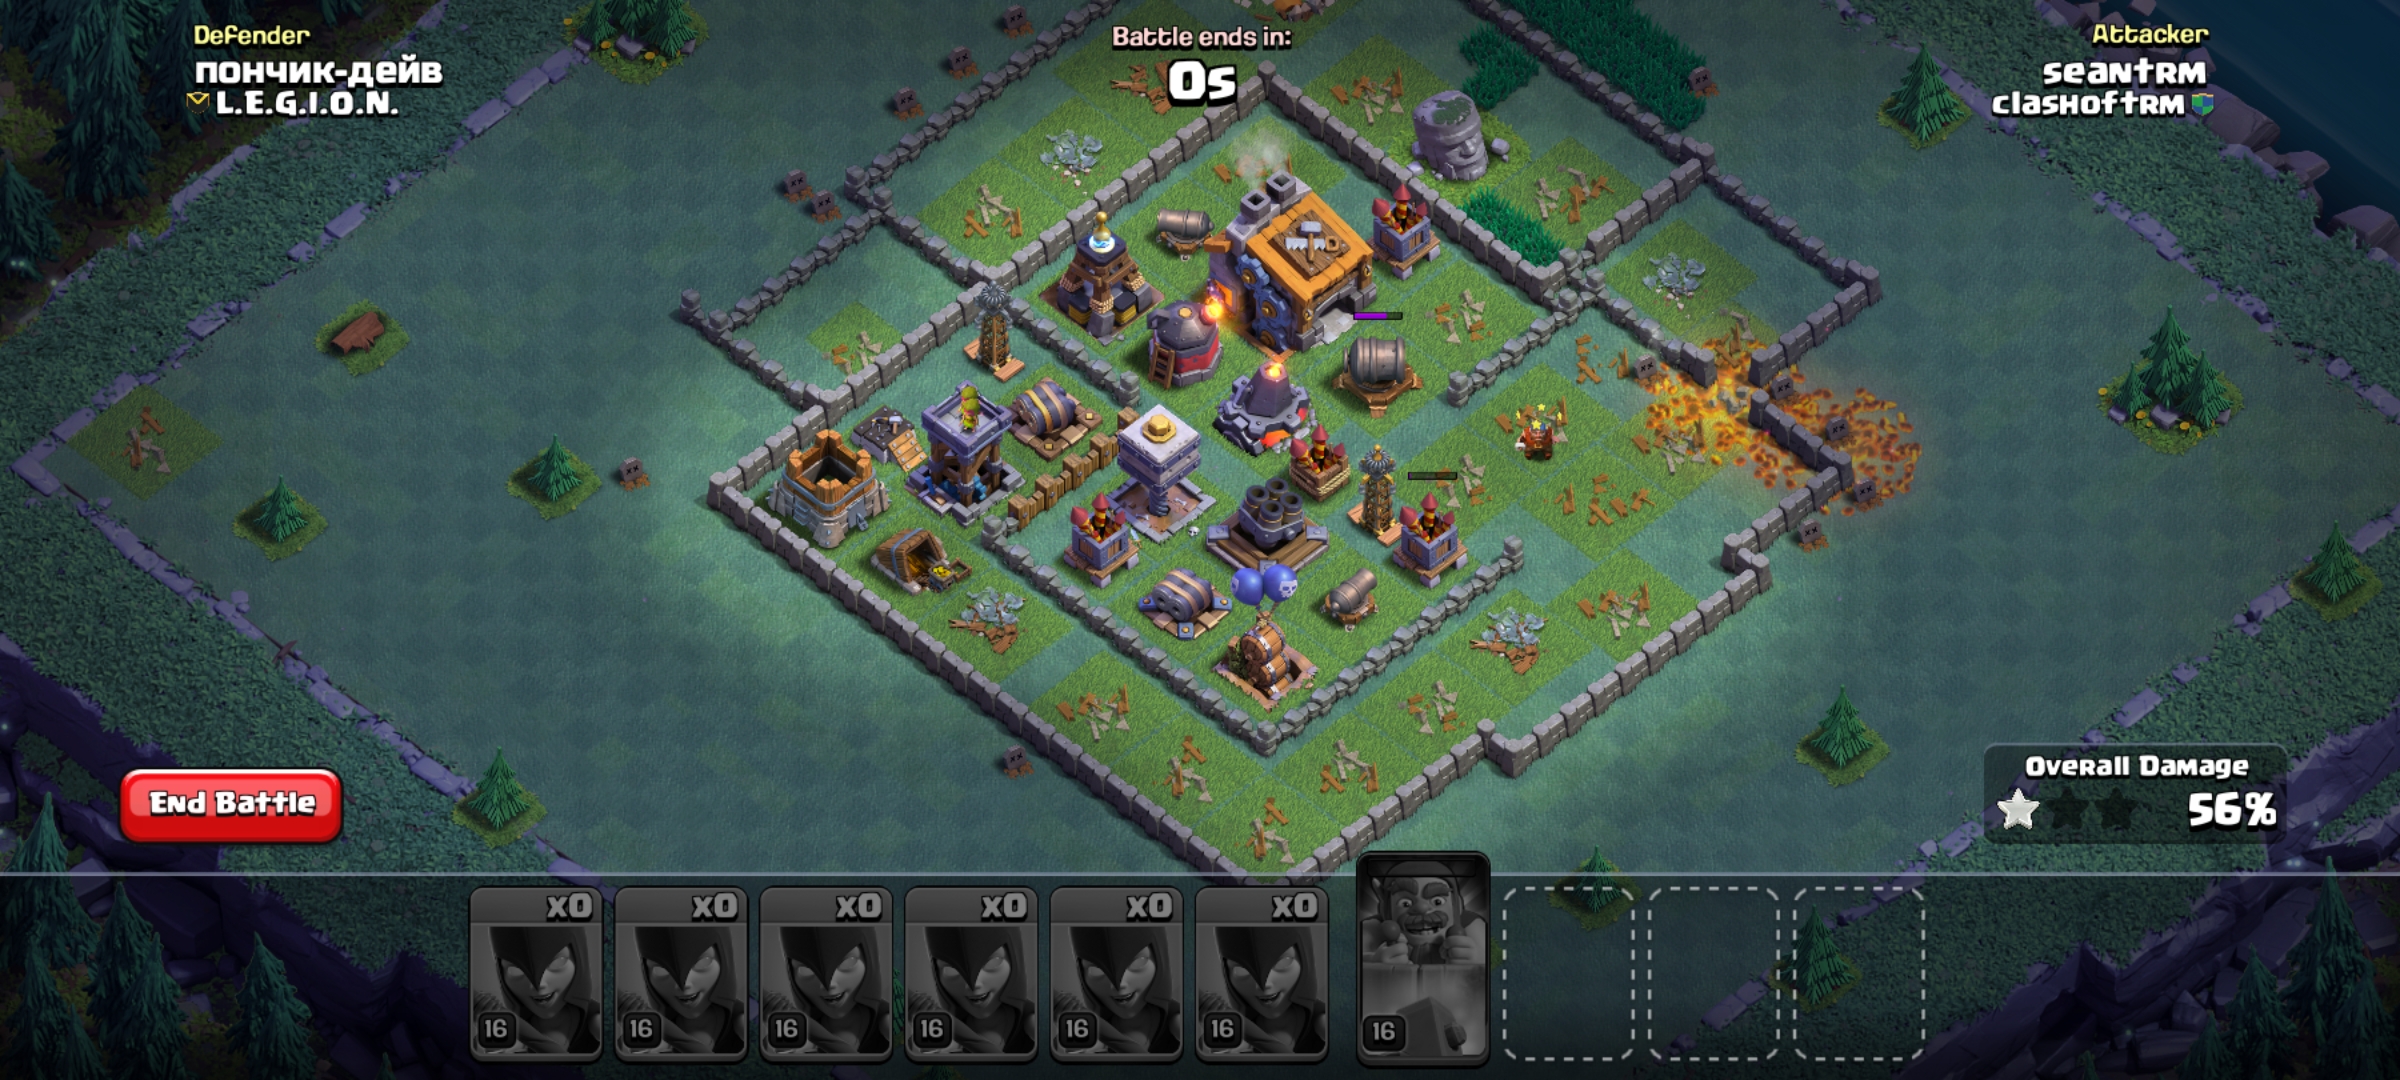 Defender
пончик-дейв
L.E.G.I.O.N.
Battle ends in:
0s
Attacker
seantrm
clashoftrm
End Battle
Overall Damage
56%
x0
x0
x0
x0
x0
x0
16
16
16
16
16
16
16